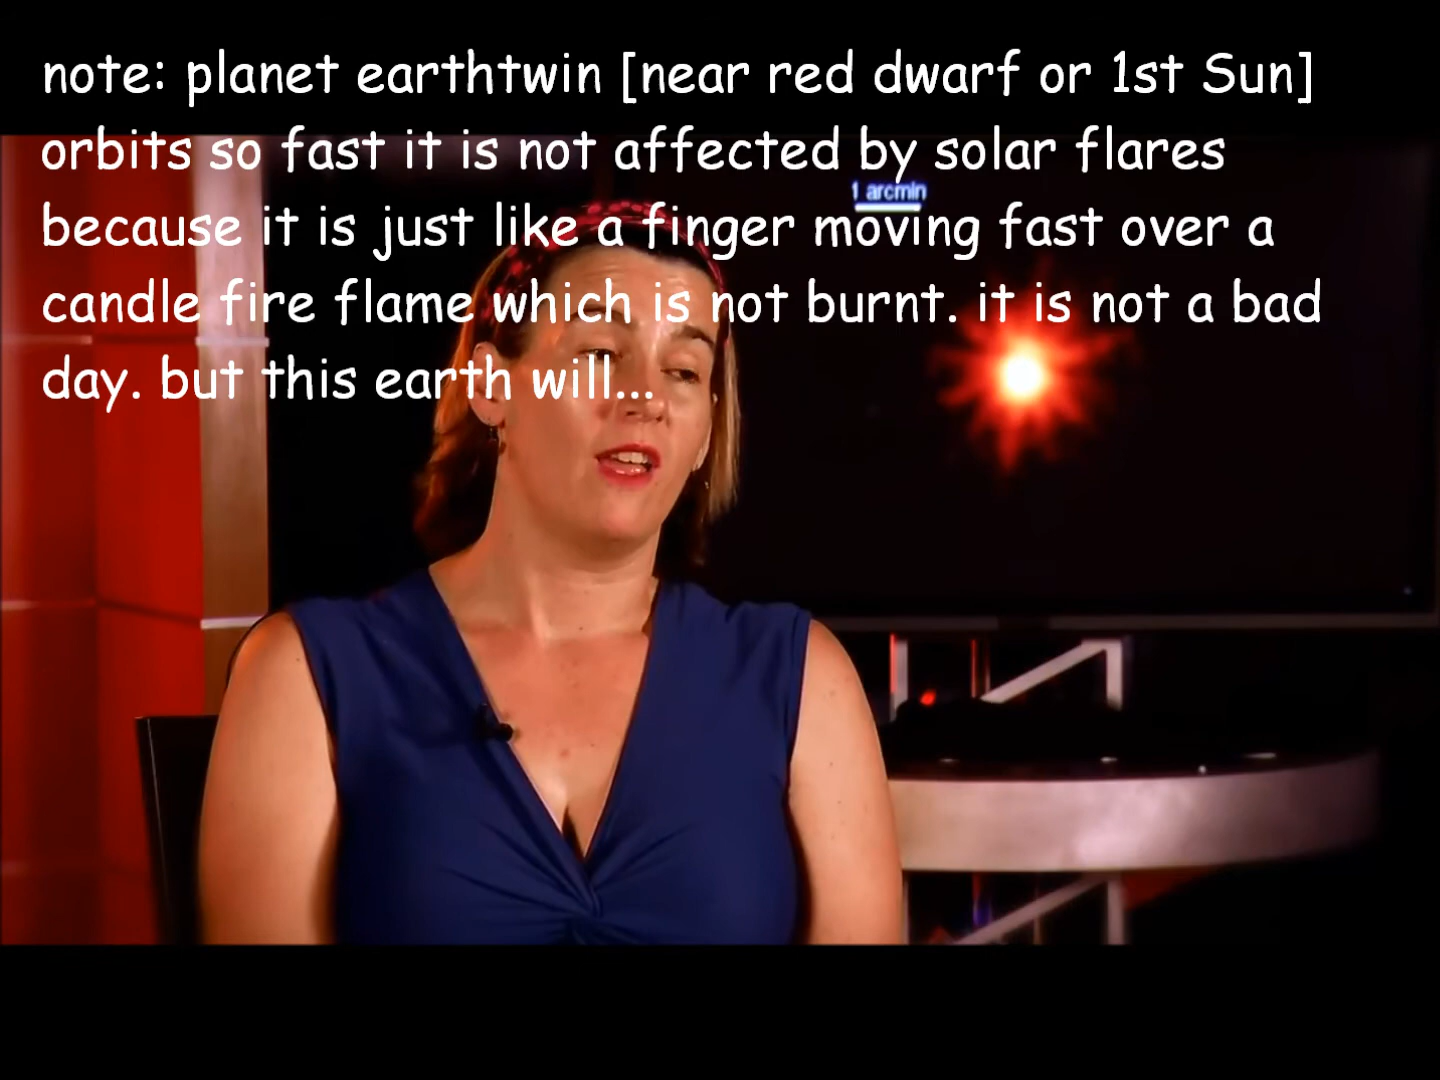 note: planet earthtwin [near red dwarf or 1st Sun]
orbits so fast it is not affected by solar flares
1 arcmin
because it is just like a finger moving fast over a
candle fire flame which is not burnt. it is not a bad
day. but this earth will...